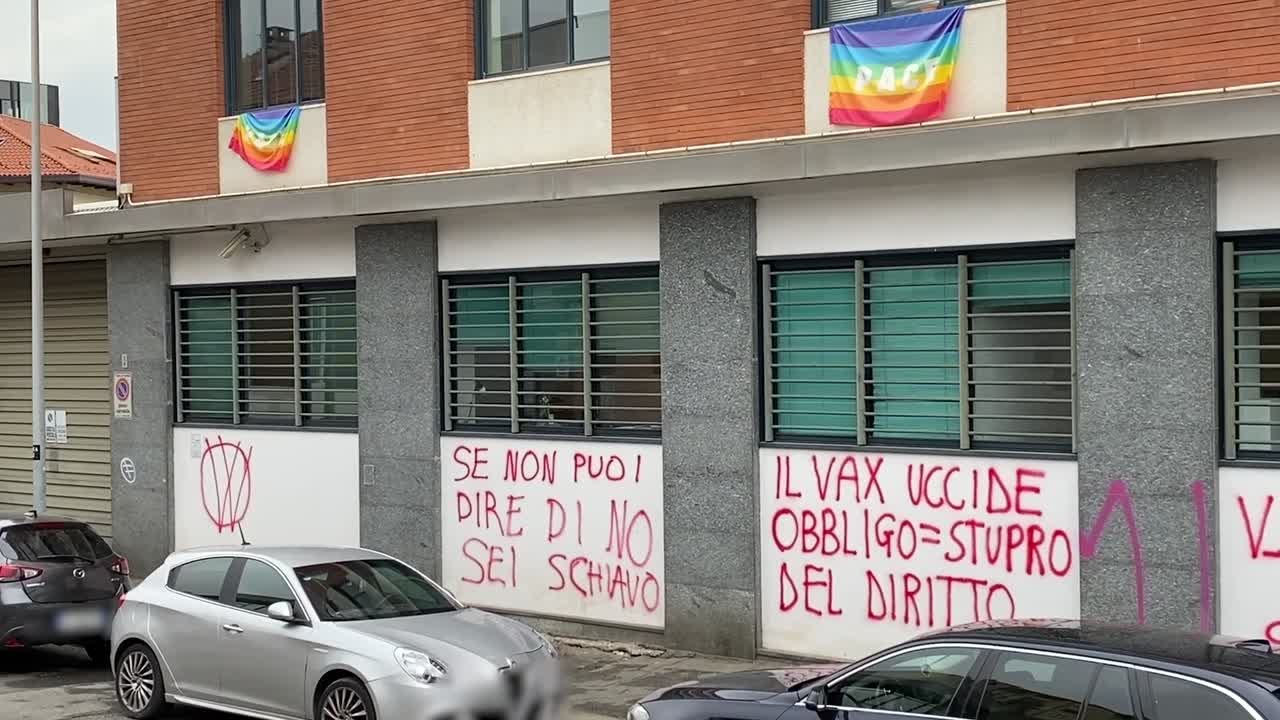 PACE
SE NON PUOI
DIRE DI NO
SEI SCHIAVO
IL VAX UCCIDE
OBBLIGO=STUPRO
DEL DIRITTO